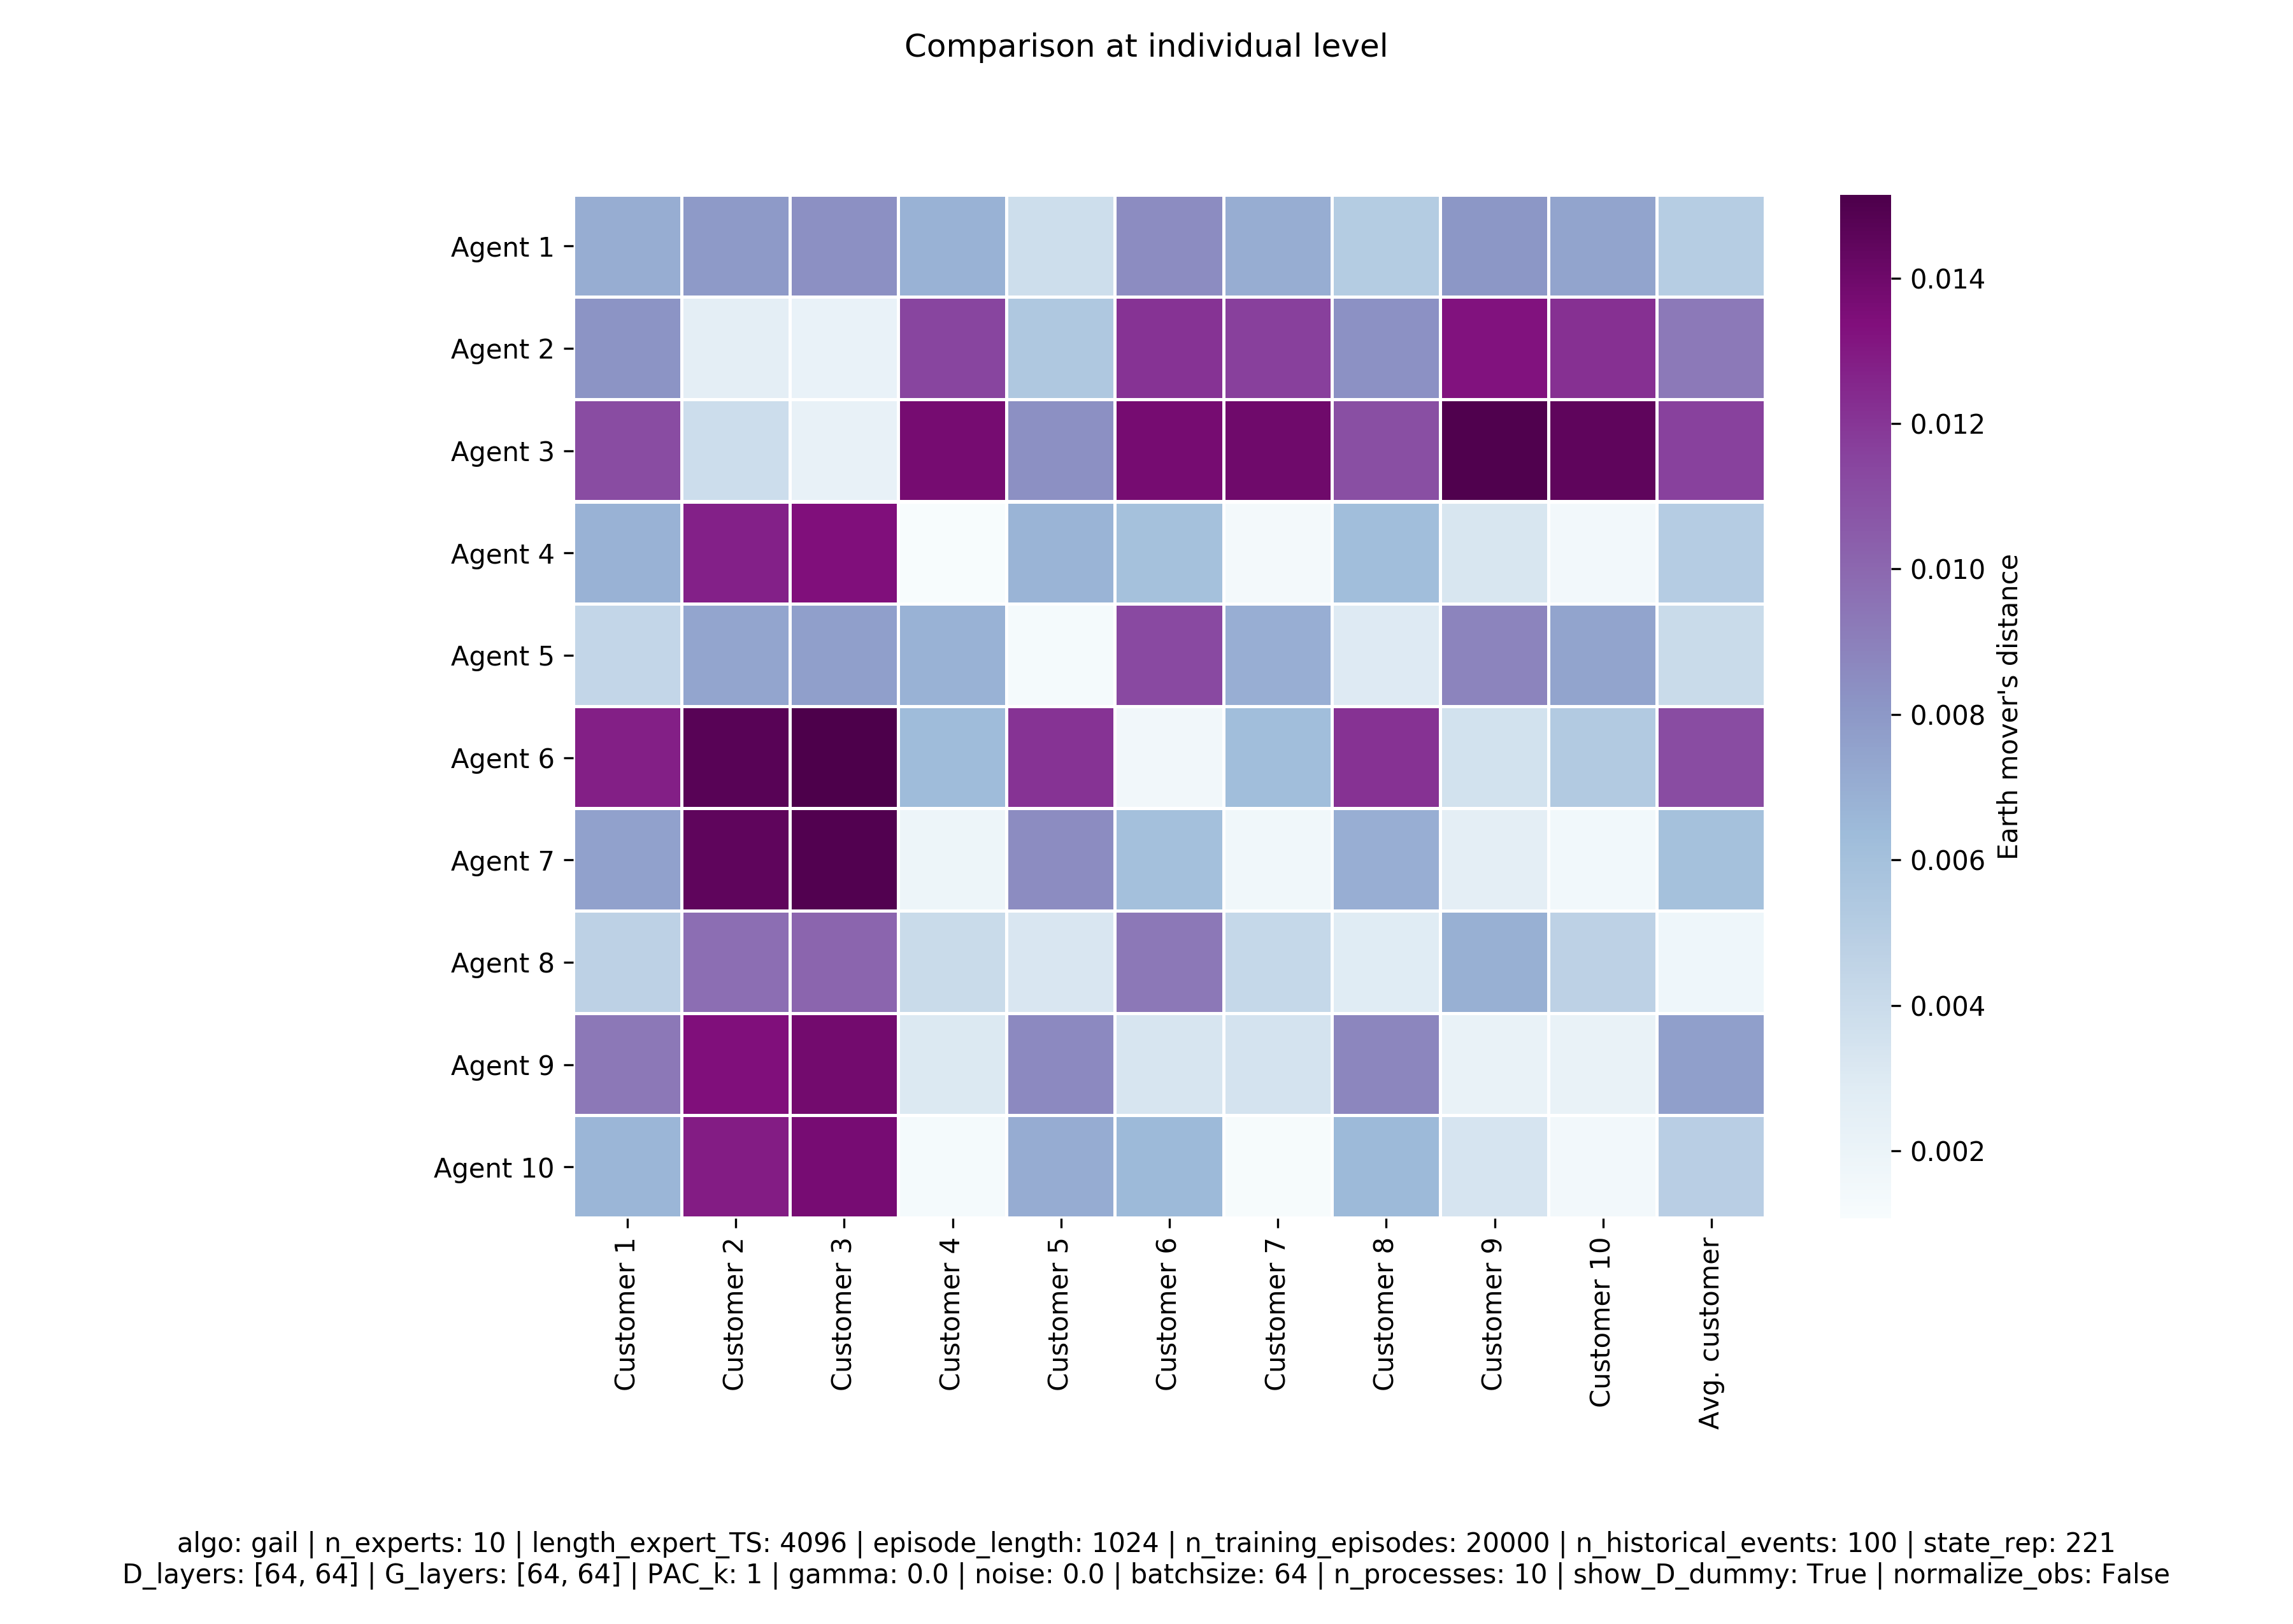 Comparison at individual level
Agent 1
Agent 2
Agent 3
Agent 4
Agent 5
Agent 6
Agent 7
Agent 8
Agent 9
Agent 10
Customer 1
Customer 2
Customer 3
Customer 4
Customer 5
Customer 6
Customer 7
Customer 8
Customer 9
Customer 10
Avg. customer
0.014
0.012
0.010
0.008
0.006
0.004
0.002
Earth mover's distance
algo: gail | n_experts: 10 | length_expert_TS: 4096 | episode_length: 1024 | n_training_episodes: 20000 | n_historical_events: 100 | state_rep: 221
D_layers: [64, 64] | G_layers: [64, 64] | PAC_k: 1 | gamma: 0.0 | noise: 0.0 | batchsize: 64 | n_processes: 10 | show_D_dummy: True | normalize_obs: False